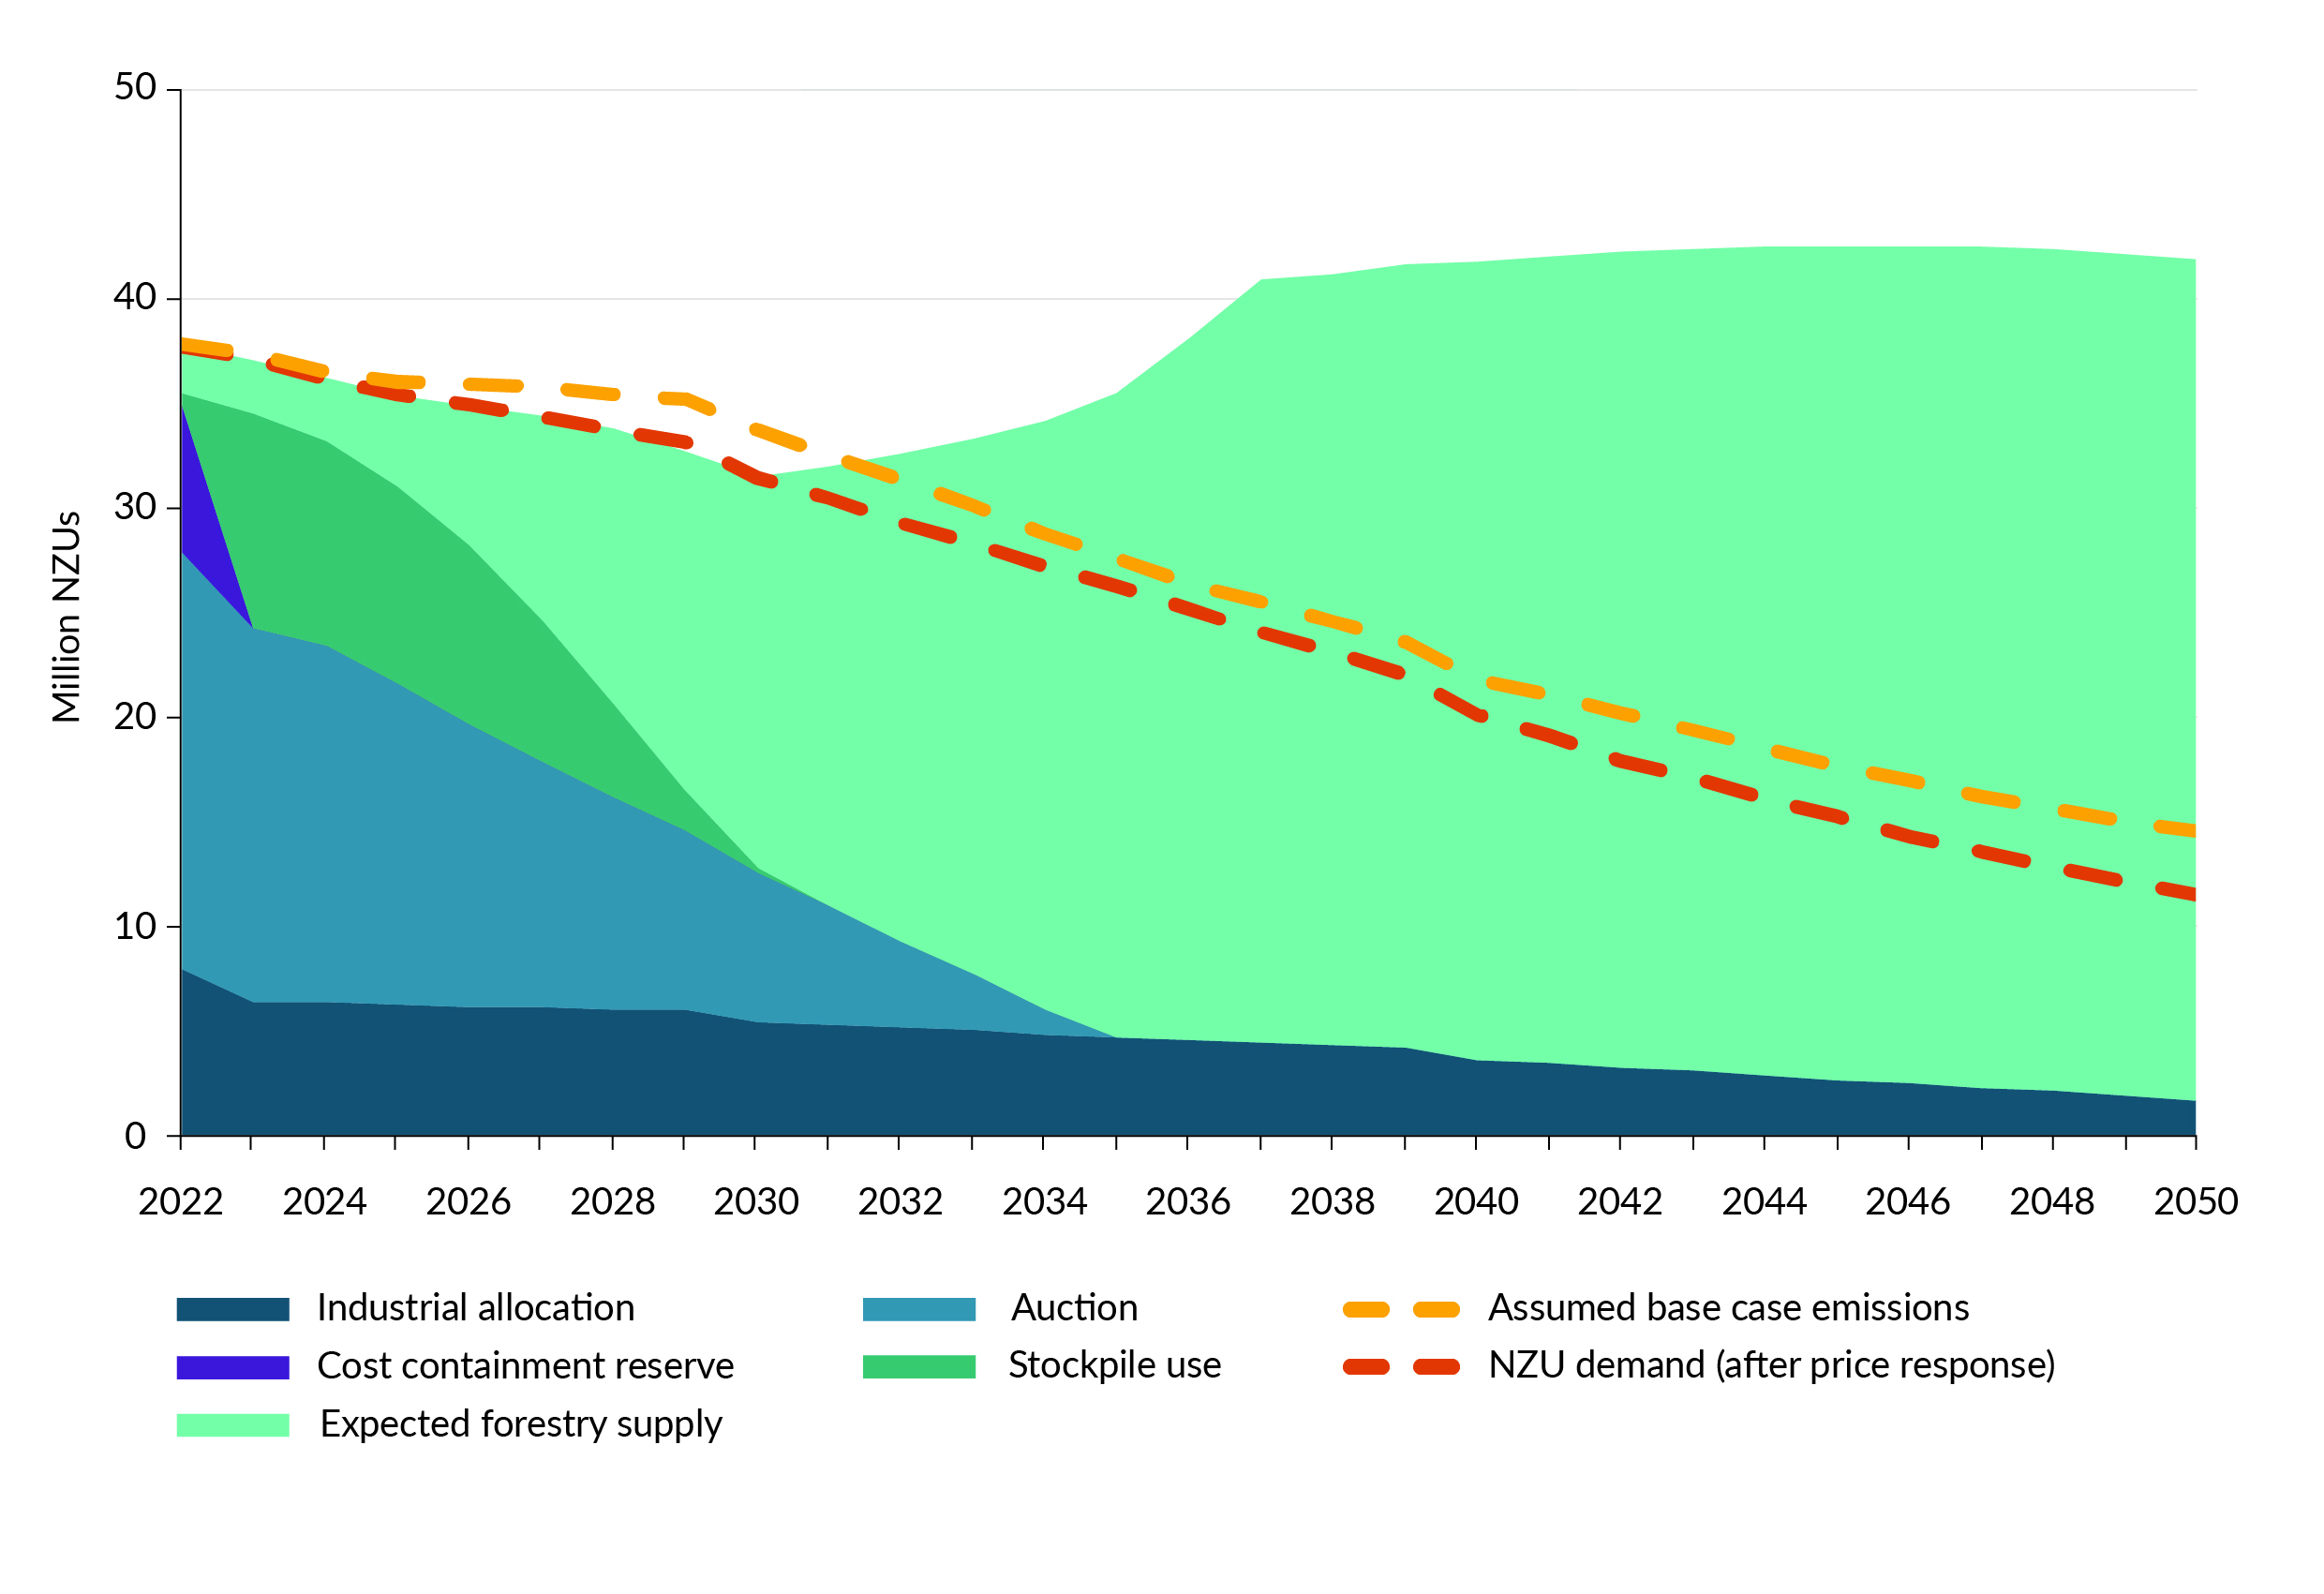 50
40
30
20
10
0
Million NZUs
2022 2024 2026 2028 2030 2032 2034 2036 2038 2040 2042 2044 2046 2048 2050
Industrial allocation Auction Assumed base case emissions
Cost containment reserve Stockpile use NZU demand (after price response)
Expected forestry supply